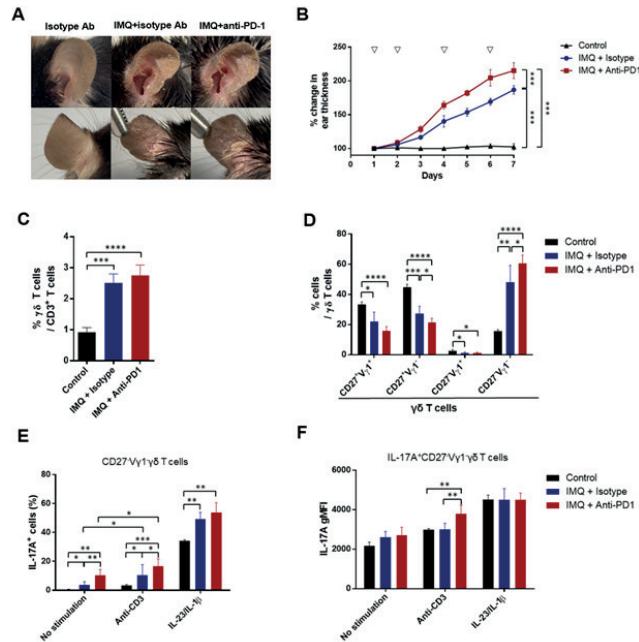 A
Isotype Ab
IMQ+isotype Ab
IMQ+anti-PD-1
B
Control
IMQ + Isotype
IMQ + Anti-PD1
% change in
ear thickness
200
150
100
0
1
2
3
4
5
6
7
Days
***
***
***
C
% γδ T cells
/ CD3⁺ T cells
4
3
2
1
0
***
****
Control
IMQ + Isotype
IMQ + Anti-PD1
D
% cells
/ γδ T cells
80
60
40
20
0
****
*
****
***
*
*
*
****
**
*
Control
IMQ + Isotype
IMQ + Anti-PD1
CD27⁺Vγ1⁺
CD27⁺Vγ1⁻
CD27⁻Vγ1⁺
CD27⁻Vγ1⁻
γδ T cells
E
CD27⁻Vγ1⁻γδ T cells
IL-17A⁺ cells (%)
80
60
40
20
0
*
*
**
*
**
***
*
*
**
**
No stimulation
Anti-CD3
IL-23/IL-1β
F
IL-17A⁺CD27⁻Vγ1⁻γδ T cells
IL-17A gMFI
6000
4000
2000
0
**
**
No stimulation
Anti-CD3
IL-23/IL-1β
Control
IMQ + Isotype
IMQ + Anti-PD1